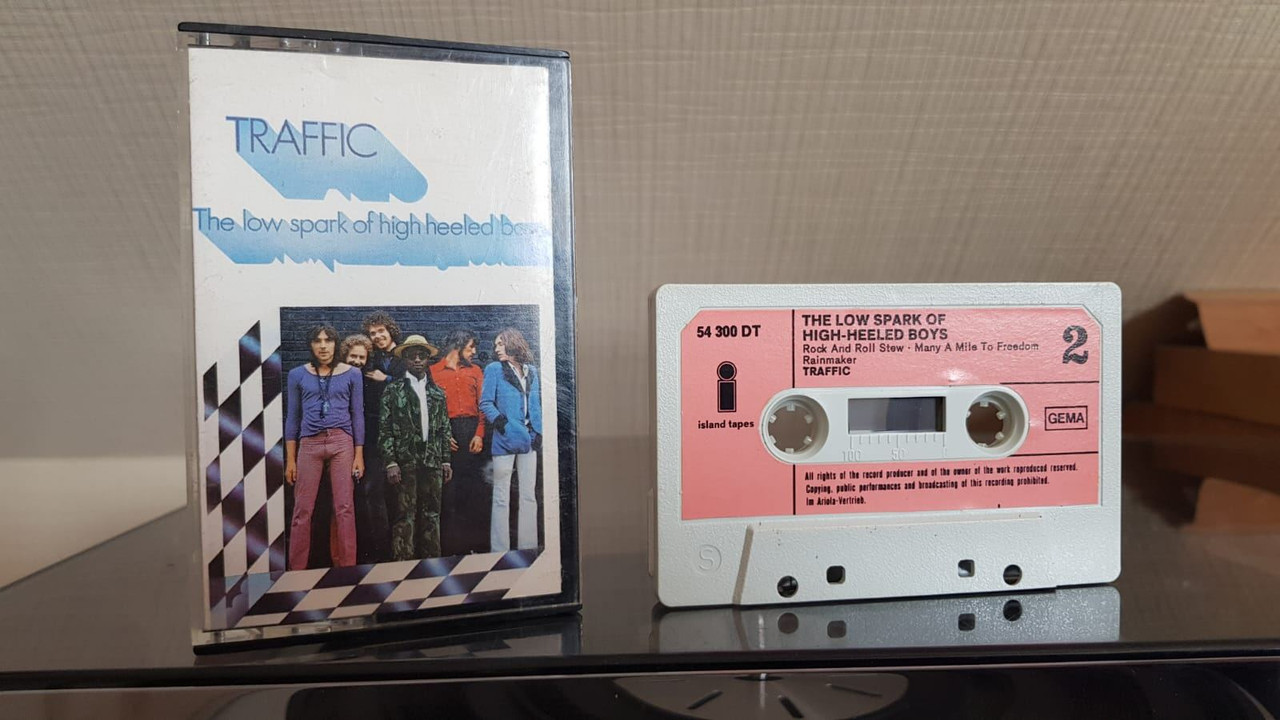 TRAFFIC
The low spark of high heeled
54 300 DT
island tapes
THE LOW SPARK OF
HIGH-HEELED BOYS
Rock And Roll Stew · Many A Mile To Freedom
Rainmaker
TRAFFIC
2
GEMA
100 50
All rights of the record producer and of the owner of the work reproduced reserved.
Copying, public performances and broadcasting of this recording prohibited.
Im Ariola-Vertrieb.
S